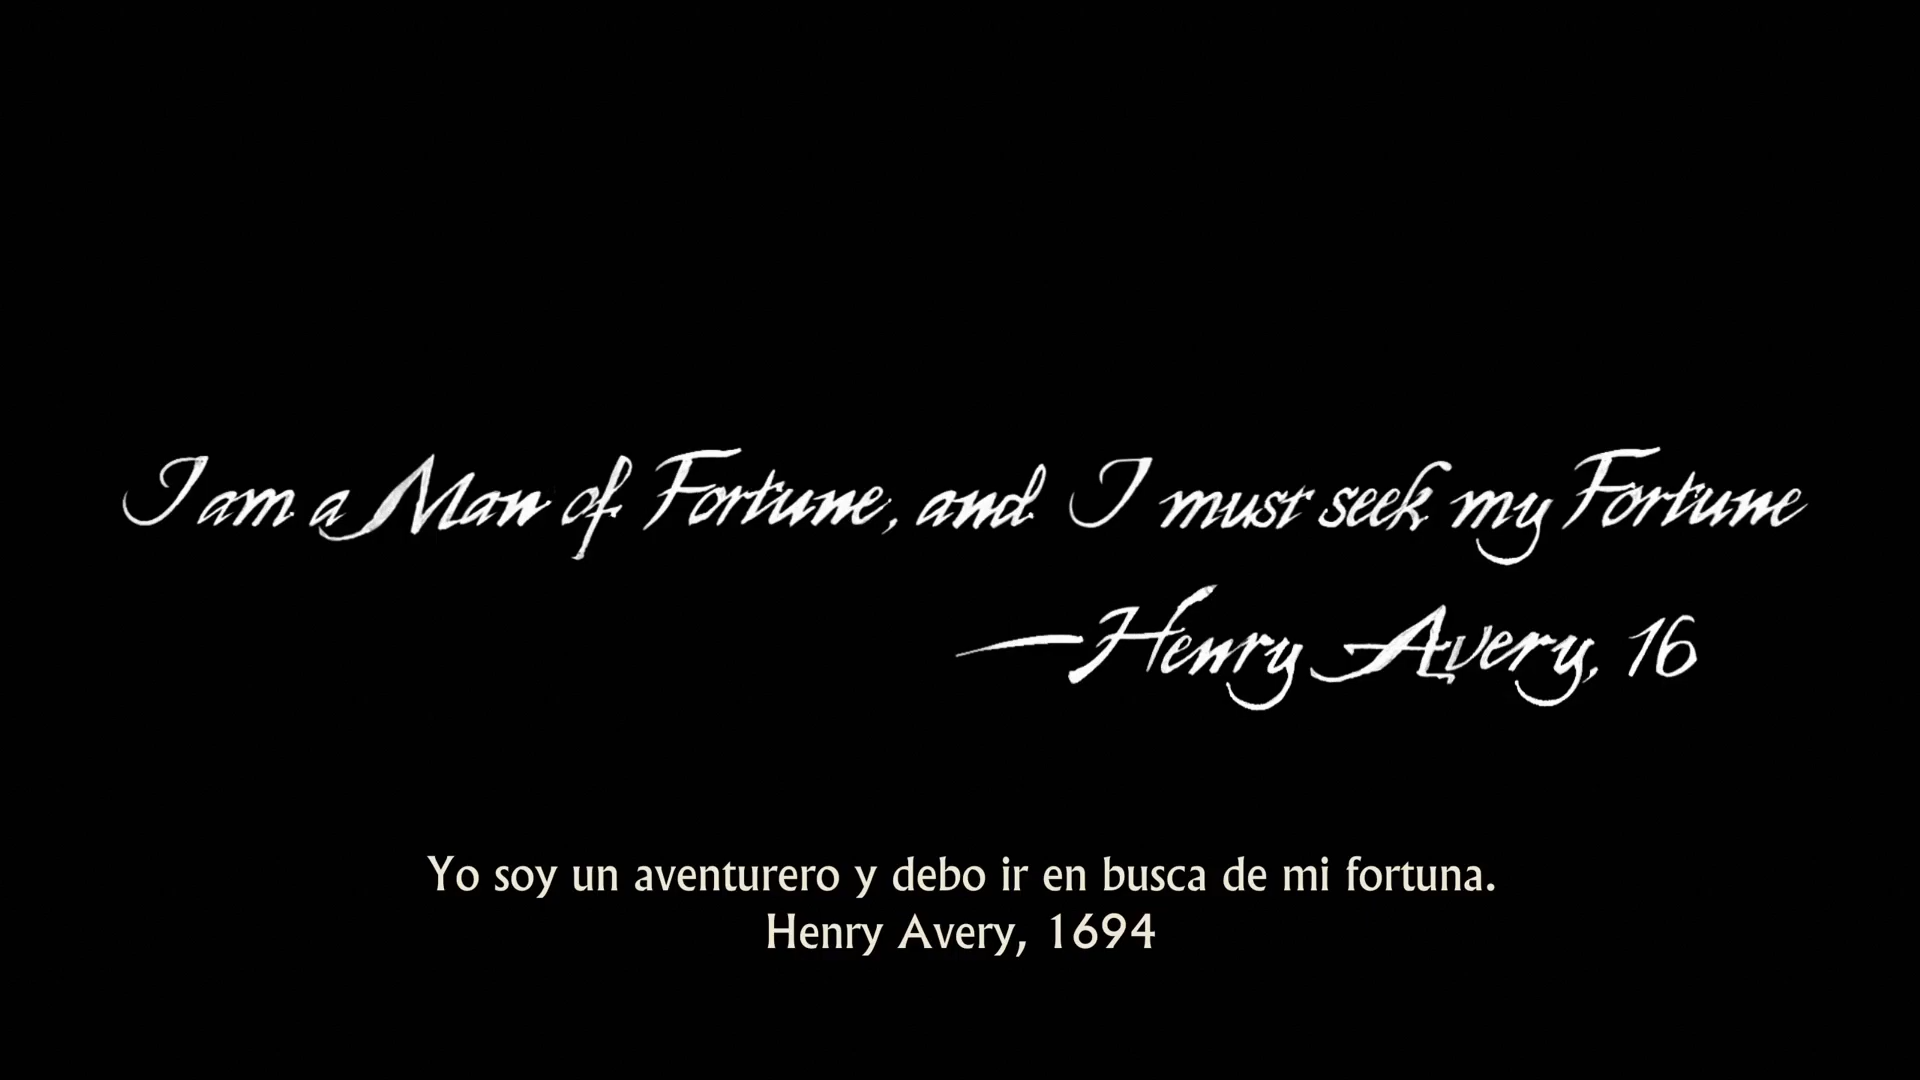 I am a Man of Fortune, and I must seek my Fortune
—Henry Avery, 16
Yo soy un aventurero y debo ir en busca de mi fortuna.
Henry Avery, 1694